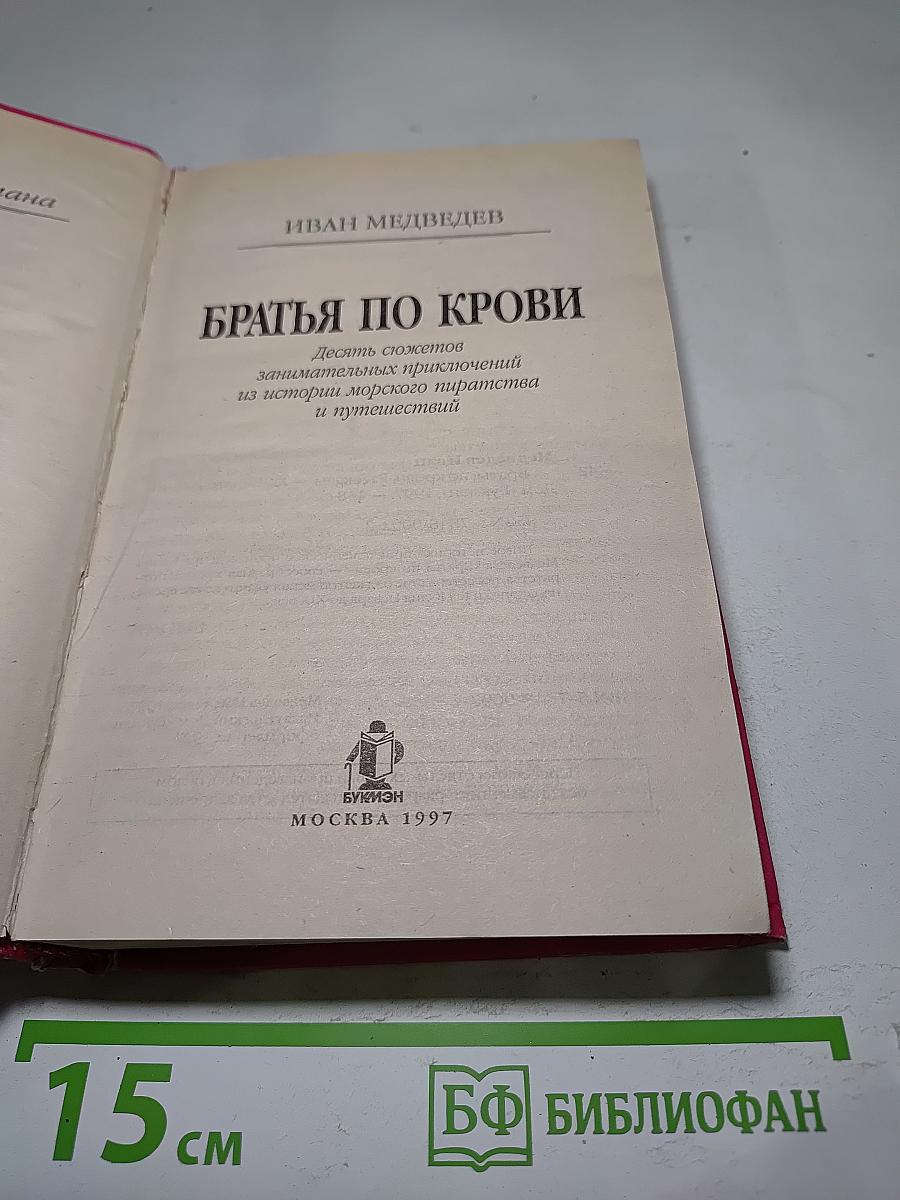 ИВАН МЕДВЕДЕВ
БРАТЬЯ ПО КРОВИ
Десять сюжетов
занимательных приключений
из истории морского пиратства
и путешествий
БУКМЭН
МОСКВА 1997
15 см
БФ БИБЛИОФАН